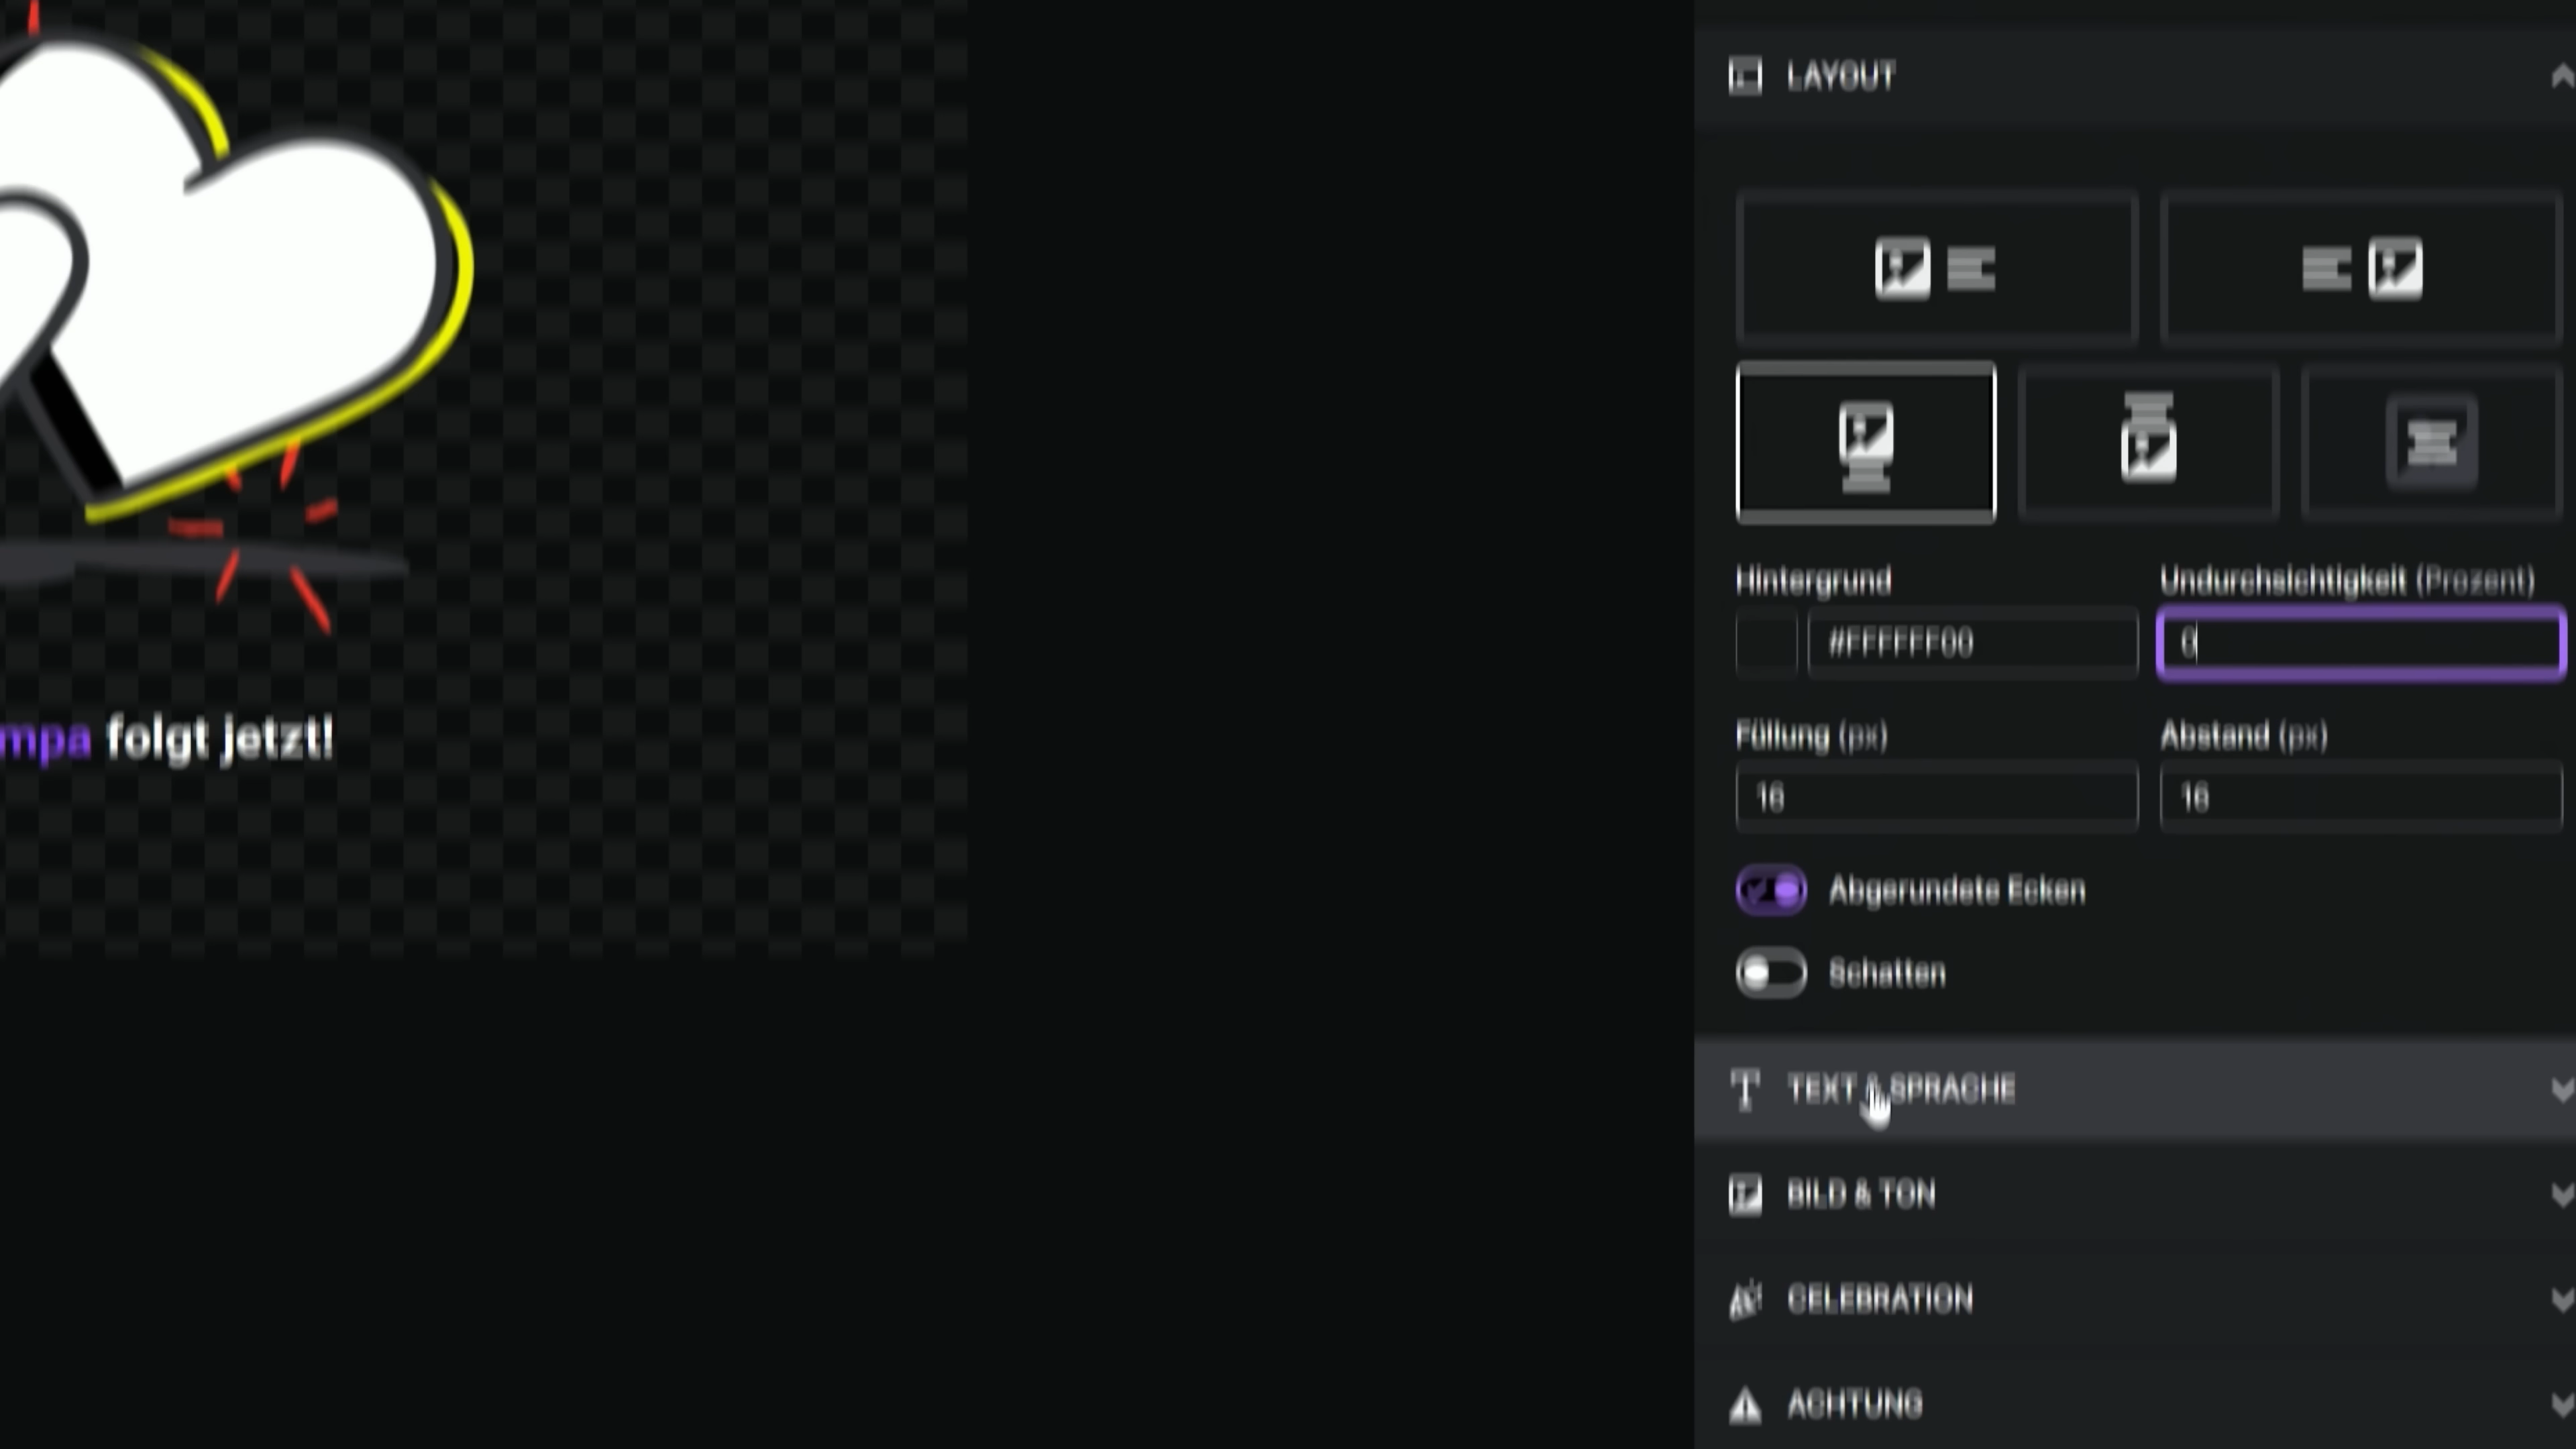 mpa folgt jetzt!
LAYOUT
Hintergrund
Undurchsichtigkeit (Prozent)
#FFFFFF00
0
Füllung (px)
Abstand (px)
16
16
Abgerundete Ecken
Schatten
TEXT & SPRACHE
BILD & TON
CELEBRATION
ACHTUNG